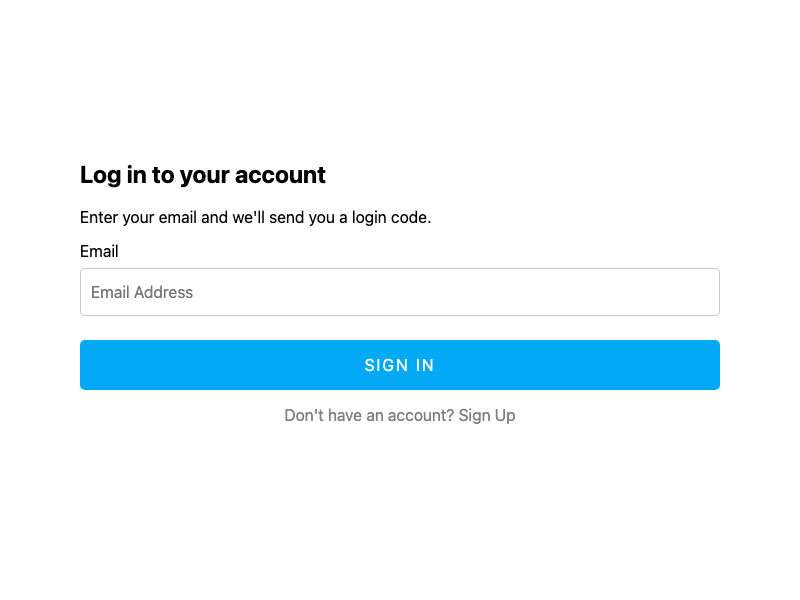 Log in to your account
Enter your email and we'll send you a login code.
Email
Email Address
SIGN IN
Don't have an account? Sign Up